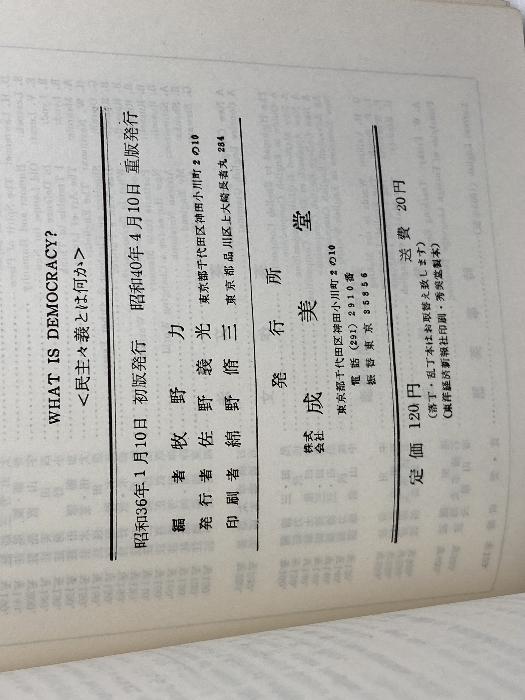 WHAT IS DEMOCRACY?
<民主々義とは何か>
昭和36年1月10日 初版発行 昭和40年4月10日 重版発行
編者 牧野 力
発行者 佐野義光 東京都千代田区神田小川町2の10
印刷者 綿野脩三 東京都品川区上大崎長者丸 284
発行所
株式会社 成美堂
東京都千代田区神田小川町2の10
電話 (291) 2910番
振替東京 35856
定価 120円 送費 20円
(落丁・乱丁本はお取替え致します)
(東洋経済新報社印刷・秀英堂製本)